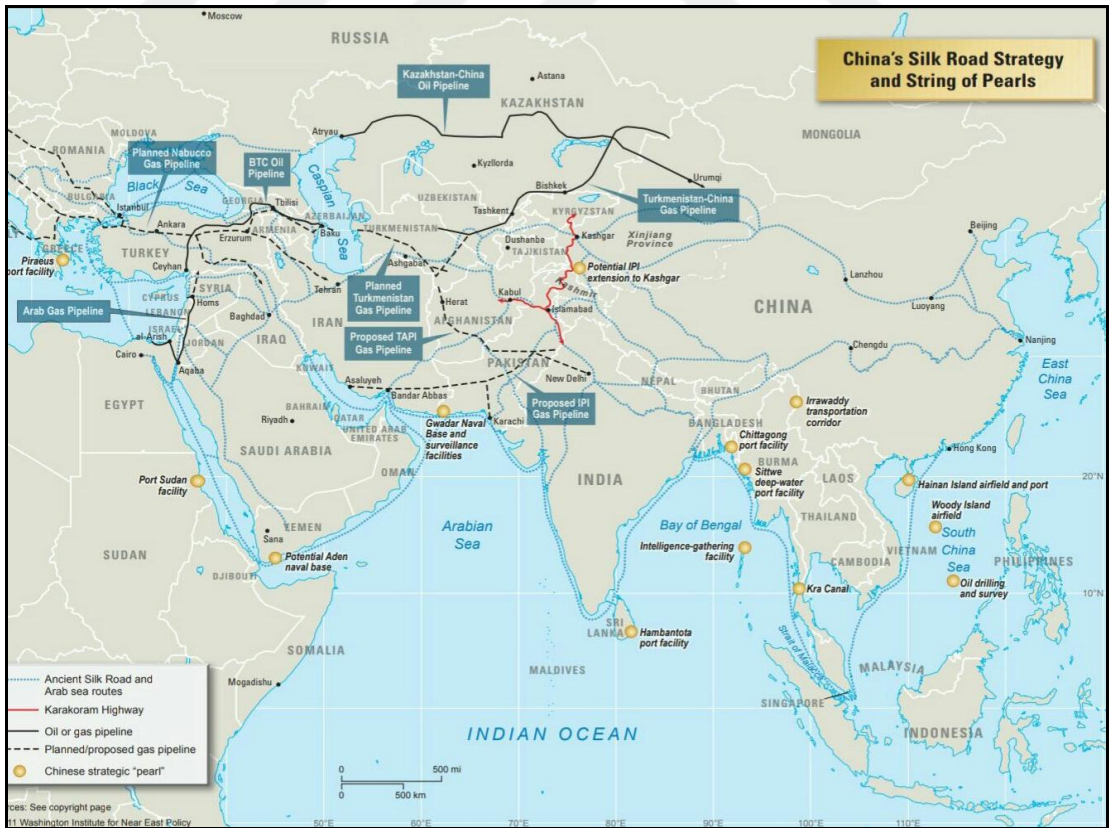 China's Silk Road Strategy
and String of Pearls
Moscow
RUSSIA
Kazakhstan-China
Oil Pipeline
Astana
KAZAKHSTAN
MONGOLIA
MOLDOVA
ROMANIA
Planned Nabucco
Gas Pipeline
BTC Oil
Pipeline
Atryau
Kyzllorda
Urumqi
Black Sea
Caspian
Sea
BULGARIA
Istanbul
GEORGIA
Tbilisi
UZBEKISTAN
Bishkek
Turkmenistan-China
Gas Pipeline
Tashkent
KYRGYZSTAN
Ankara
Erzurum
ARMENIA
AZERBAIJAN
Baku
TURKMENISTAN
Dushanbe
TAJIKISTAN
Kashgar
Xinjiang
Province
Beijing
GREECE
Piraeus
port facility
TURKEY
Ceyhan
Ashgabat
Potential IPI
extension to Kashgar
Lanzhou
CYPRUS
SYRIA
Homs
Tehran
Planned
Turkmenistan
Gas Pipeline
Herat
Kabul
Kashmir
Islamabad
CHINA
Luoyang
Arab Gas Pipeline
LEBANON
ISRAEL
Baghdad
IRAN
AFGHANISTAN
al-Arish
JORDAN
IRAQ
Proposed TAPI
Gas Pipeline
Chengdu
Nanjing
Cairo
Aqaba
KUWAIT
PAKISTAN
East
China
Sea
Asaluyeh
Bandar Abbas
New Delhi
NEPAL
BHUTAN
EGYPT
BAHRAIN
QATAR
Proposed IPI
Gas Pipeline
Irrawaddy
transportation
corridor
Riyadh
UNITED ARAB
EMIRATES
Gwadar Naval
Base and
surveillance
facilities
Karachi
BANGLADESH
SAUDI ARABIA
Chittagong
port facility
Hong Kong
OMAN
BURMA
Port Sudan
facility
INDIA
Sittwe
deep-water
port facility
LAOS
Hainan Island airfield and port
20°N
Woody Island
airfield
YEMEN
Sana
Arabian
Sea
Bay of Bengal
THAILAND
SUDAN
Potential Aden
naval base
Intelligence-gathering
facility
VIETNAM
South
China
Sea
PHILIPPINES
DJIBOUTI
CAMBODIA
Oil drilling
and survey
Kra Canal
10°N
SRI
LANKA
Hambantota
port facility
SOMALIA
MALDIVES
Strait of Malacca
MALAYSIA
Mogadishu
SINGAPORE
INDIAN OCEAN
INDONESIA
Ancient Silk Road and
Arab sea routes
Karakoram Highway
Oil or gas pipeline
Planned/proposed gas pipeline
Chinese strategic "pearl"
0 500 mi
0 500 km
rces: See copyright page
11 Washington Institute for Near East Policy
50°E
60°E
70°E
80°E
90°E
100°E
110°E